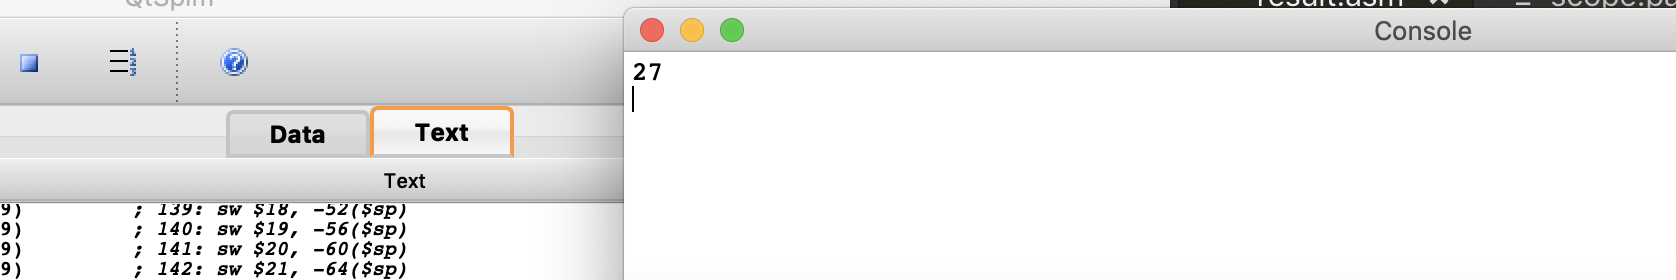 QtSpim
result.asm
Console
27
Data
Text
Text
9) ; 139: sw $18, -52($sp)
9) ; 140: sw $19, -56($sp)
9) ; 141: sw $20, -60($sp)
9) ; 142: sw $21, -64($sp)